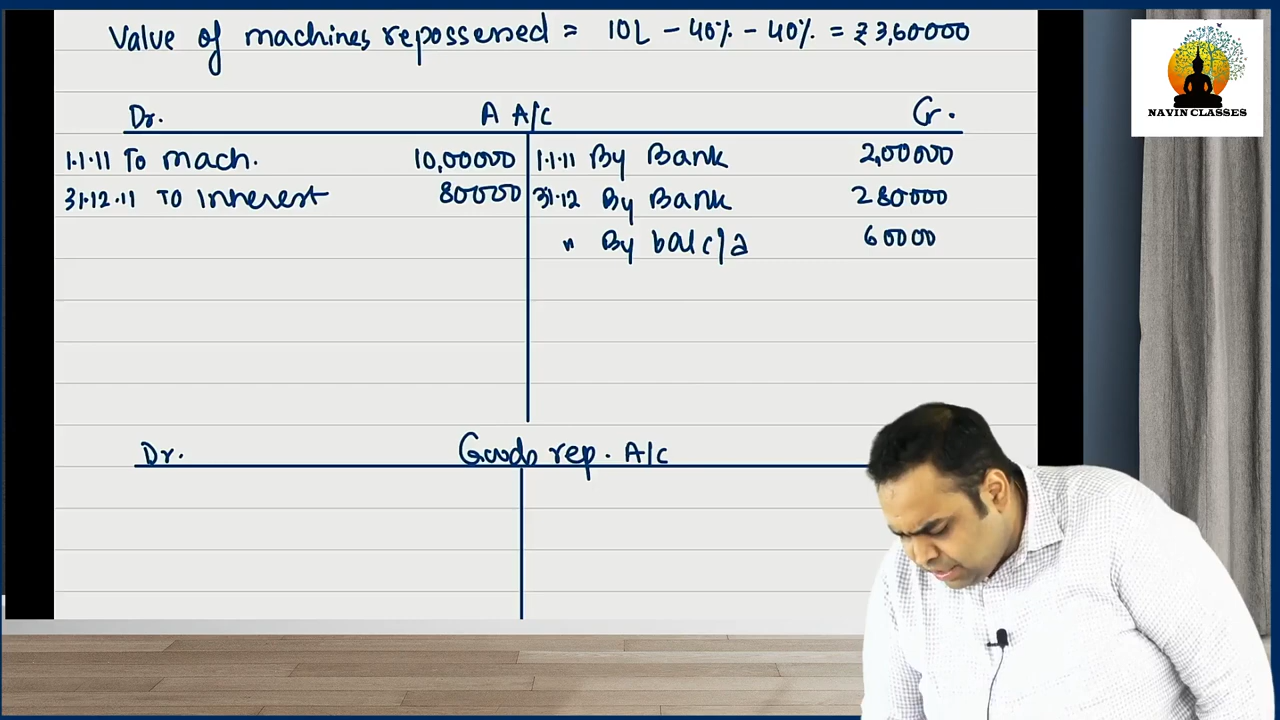 Value of machines repossessed = 10L - 40% - 40% = ₹3,60000
NAVIN CLASSES
Dr. A A/c Cr.
1.1.11 To mach. 10,00000 1.1.11 By Bank 2,00000
31.12.11 To Interest 80000 31.12 By Bank 280000
" By bal c/d 60000
Dr. Goods rep. A/c